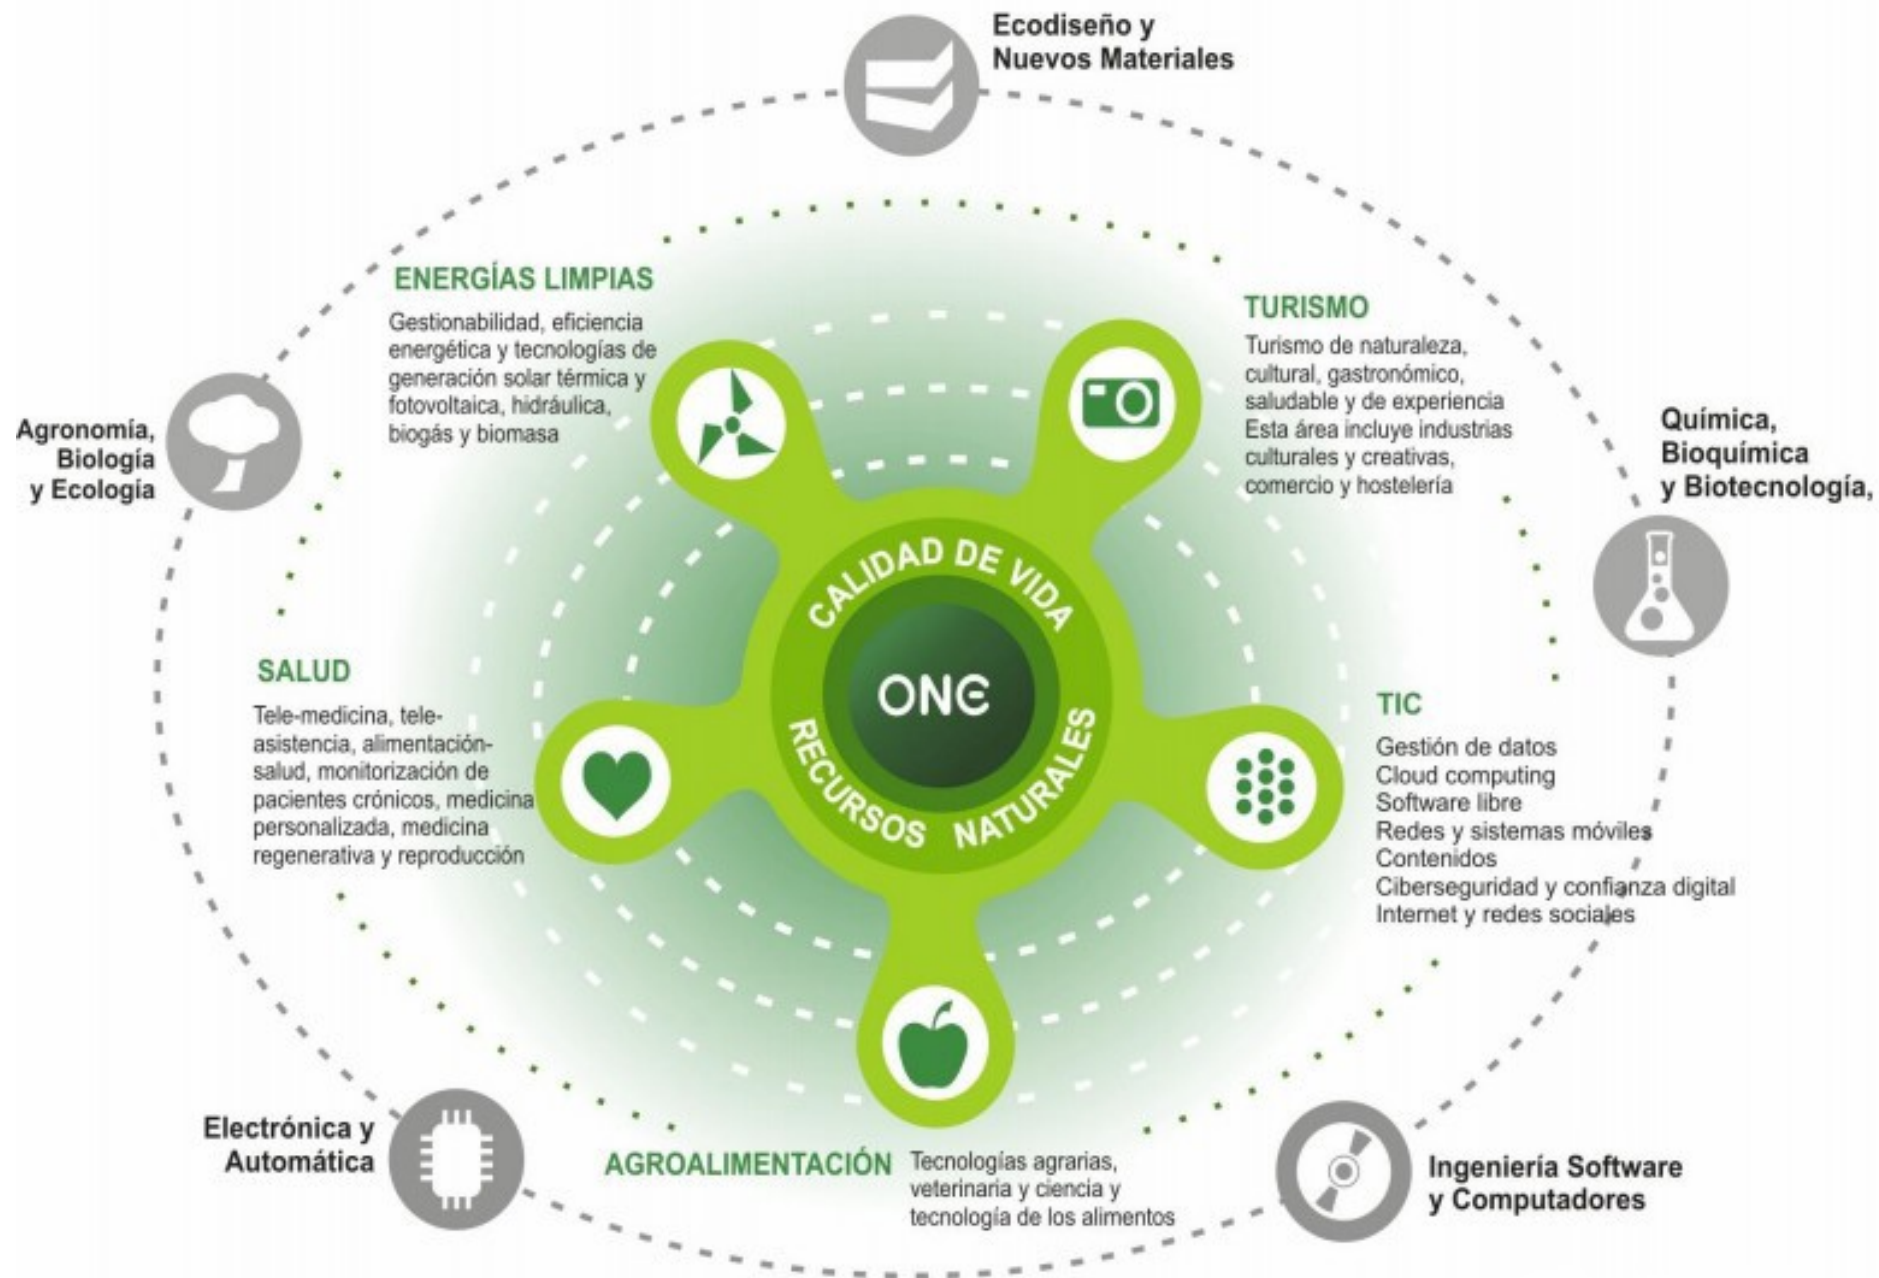 Ecodiseño y
Nuevos Materiales
ENERGÍAS LIMPIAS
Gestionabilidad, eficiencia
energética y tecnologías de
generación solar térmica y
fotovoltaica, hidráulica,
biogás y biomasa
TURISMO
Turismo de naturaleza,
cultural, gastronómico,
saludable y de experiencia
Esta área incluye industrias
culturales y creativas,
comercio y hostelería
Agronomía,
Biología
y Ecología
Química,
Bioquímica
y Biotecnología,
CALIDAD DE VIDA
ONE
RECURSOS NATURALES
SALUD
Tele-medicina, tele-
asistencia, alimentación-
salud, monitorización de
pacientes crónicos, medicina
personalizada, medicina
regenerativa y reproducción
TIC
Gestión de datos
Cloud computing
Software libre
Redes y sistemas móviles
Contenidos
Ciberseguridad y confianza digital
Internet y redes sociales
Electrónica y
Automática
AGROALIMENTACIÓN
Tecnologías agrarias,
veterinaria y ciencia y
tecnología de los alimentos
Ingeniería Software
y Computadores